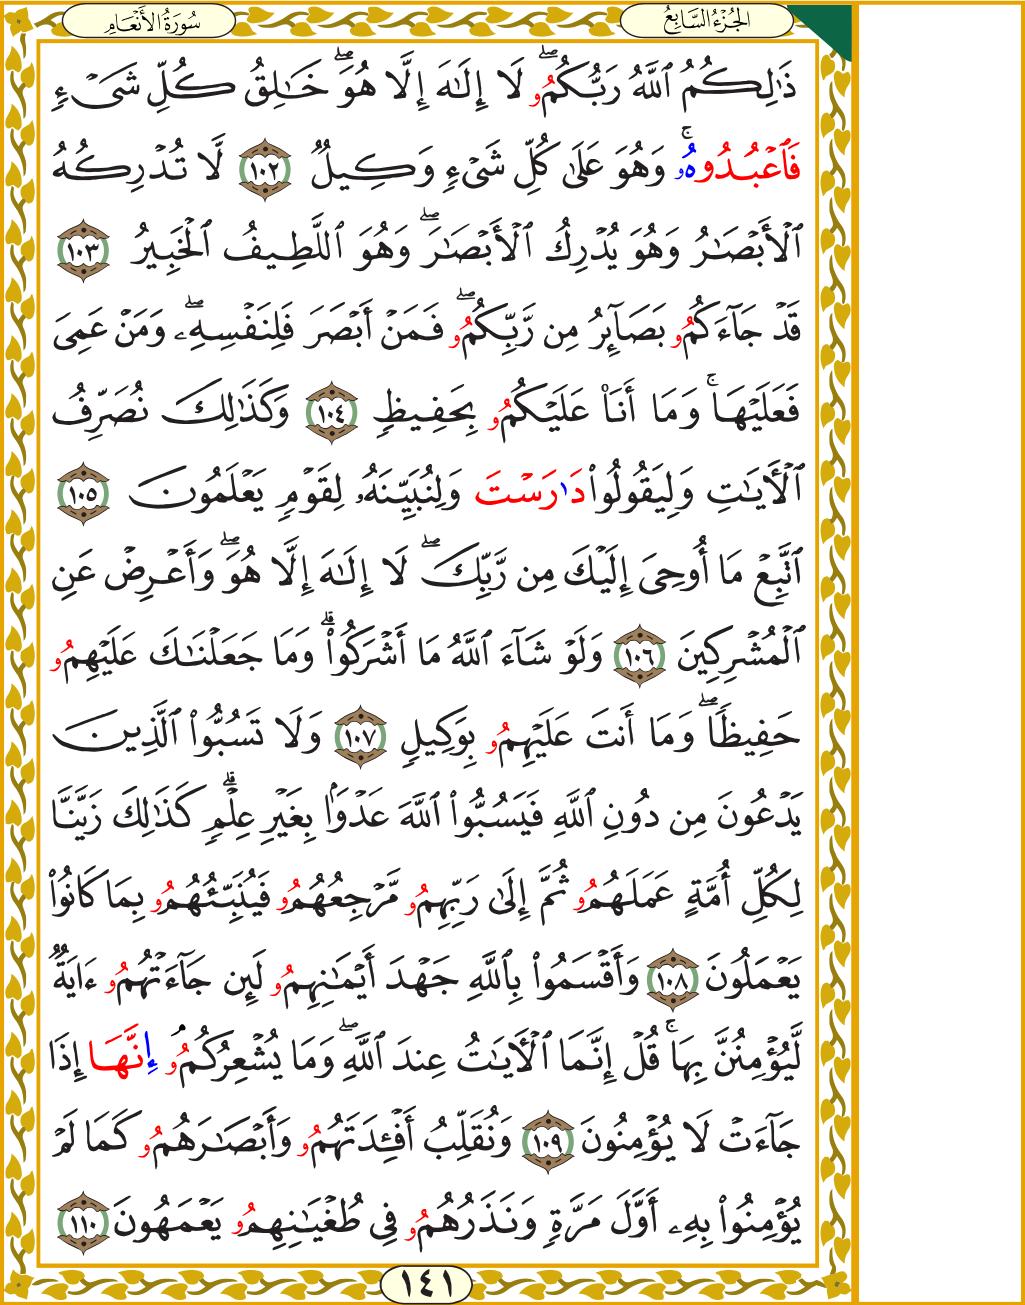 الجُزْءُ السَّابِعُ
سُورَةُ الأَنْعَامِ
ذَٰلِكُمُ ٱللَّهُ رَبُّكُمُۥۖ لَا إِلَٰهَ إِلَّا هُوَۖ خَٰلِقُ كُلِّ شَيْءٖ
فَٱعْبُدُوهُۥۚ وَهُوَ عَلَىٰ كُلِّ شَيْءٖ وَكِيلٞ ١٠٢ لَّا تُدْرِكُهُ
ٱلْأَبْصَٰرُ وَهُوَ يُدْرِكُ ٱلْأَبْصَٰرَۖ وَهُوَ ٱللَّطِيفُ ٱلْخَبِيرُ ١٠٣
قَدْ جَآءَكُمُۥ بَصَآئِرُ مِن رَّبِّكُمُۥۖ فَمَنْ أَبْصَرَ فَلِنَفْسِهِۦۖ وَمَنْ عَمِىَ
فَعَلَيْهَاۚ وَمَا أَنَا۠ عَلَيْكُمُۥ بِحَفِيظٖ ١٠٤ وَكَذَٰلِكَ نُصَرِّفُ
ٱلْأٓيَٰتِ وَلِيَقُولُوا۟ دَٰرَسْتَ وَلِنُبَيِّنَهُۥ لِقَوْمٖ يَعْلَمُونَ ١٠٥
ٱتَّبِعْ مَا أُوحِىَ إِلَيْكَ مِن رَّبِّكَۖ لَا إِلَٰهَ إِلَّا هُوَۖ وَأَعْرِضْ عَنِ
ٱلْمُشْرِكِينَ ١٠٦ وَلَوْ شَآءَ ٱللَّهُ مَا أَشْرَكُوا۟ۗ وَمَا جَعَلْنَٰكَ عَلَيْهِمُۥ
حَفِيظٗاۖ وَمَا أَنتَ عَلَيْهِمُۥ بِوَكِيلٖ ١٠٧ وَلَا تَسُبُّوا۟ ٱلَّذِينَ
يَدْعُونَ مِن دُونِ ٱللَّهِ فَيَسُبُّوا۟ ٱللَّهَ عَدْوَۢا بِغَيْرِ عِلْمٖۗ كَذَٰلِكَ زَيَّنَّا
لِكُلِّ أُمَّةٍ عَمَلَهُمُۥ ثُمَّ إِلَىٰ رَبِّهِمُۥ مَّرْجِعُهُمُۥ فَيُنَبِّئُهُمُۥ بِمَا كَانُوا۟
يَعْمَلُونَ ١٠٨ وَأَقْسَمُوا۟ بِٱللَّهِ جَهْدَ أَيْمَٰنِهِمُۥ لَئِن جَآءَتْهُمُۥ ءَايَةٞ
لَّيُؤْمِنُنَّ بِهَاۚ قُلْ إِنَّمَا ٱلْأٓيَٰتُ عِندَ ٱللَّهِۖ وَمَا يُشْعِرُكُمُۥ إِنَّهَا إِذَا
جَآءَتْ لَا يُؤْمِنُونَ ١٠٩ وَنُقَلِّبُ أَفْـِٔدَتَهُمُۥ وَأَبْصَٰرَهُمُۥ كَمَا لَمْ
يُؤْمِنُوا۟ بِهِۦ أَوَّلَ مَرَّةٖ وَنَذَرُهُمُۥ فِي طُغْيَٰنِهِمُۥ يَعْمَهُونَ ١١٠
١٤١